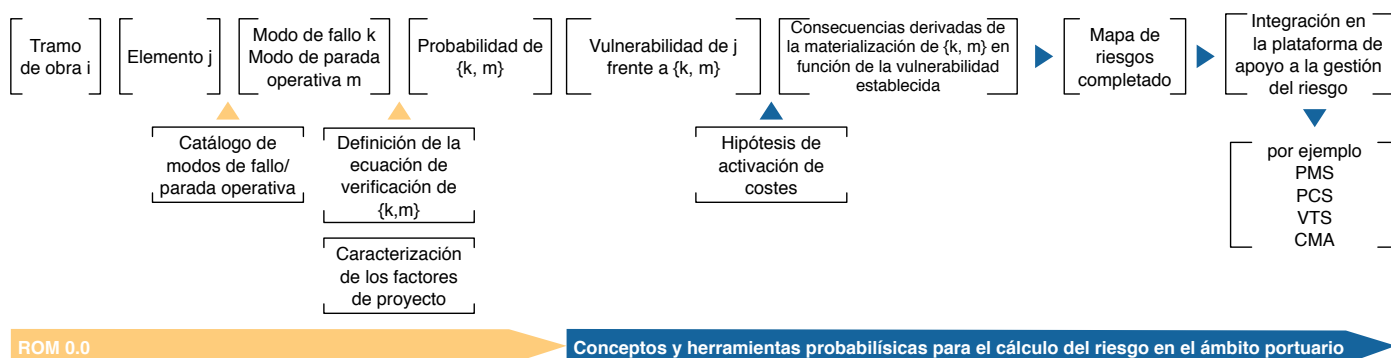 Tramo
de obra i
Elemento j
Modo de fallo k
Modo de parada
operativa m
Probabilidad de
{k, m}
Vulnerabilidad de j
frente a {k, m}
Consecuencias derivadas de
la materialización de {k, m} en
función de la vulnerabilidad
establecida
Mapa de
riesgos
completado
Integración en
la plataforma de
apoyo a la gestión
del riesgo
Catálogo de
modos de fallo/
parada operativa
Definición de la
ecuación de
verificación de
{k,m}
Hipótesis de
activación de
costes
por ejemplo
PMS
PCS
VTS
CMA
Caracterización
de los factores
de proyecto
ROM 0.0
Conceptos y herramientas probabilísicas para el cálculo del riesgo en el ámbito portuario